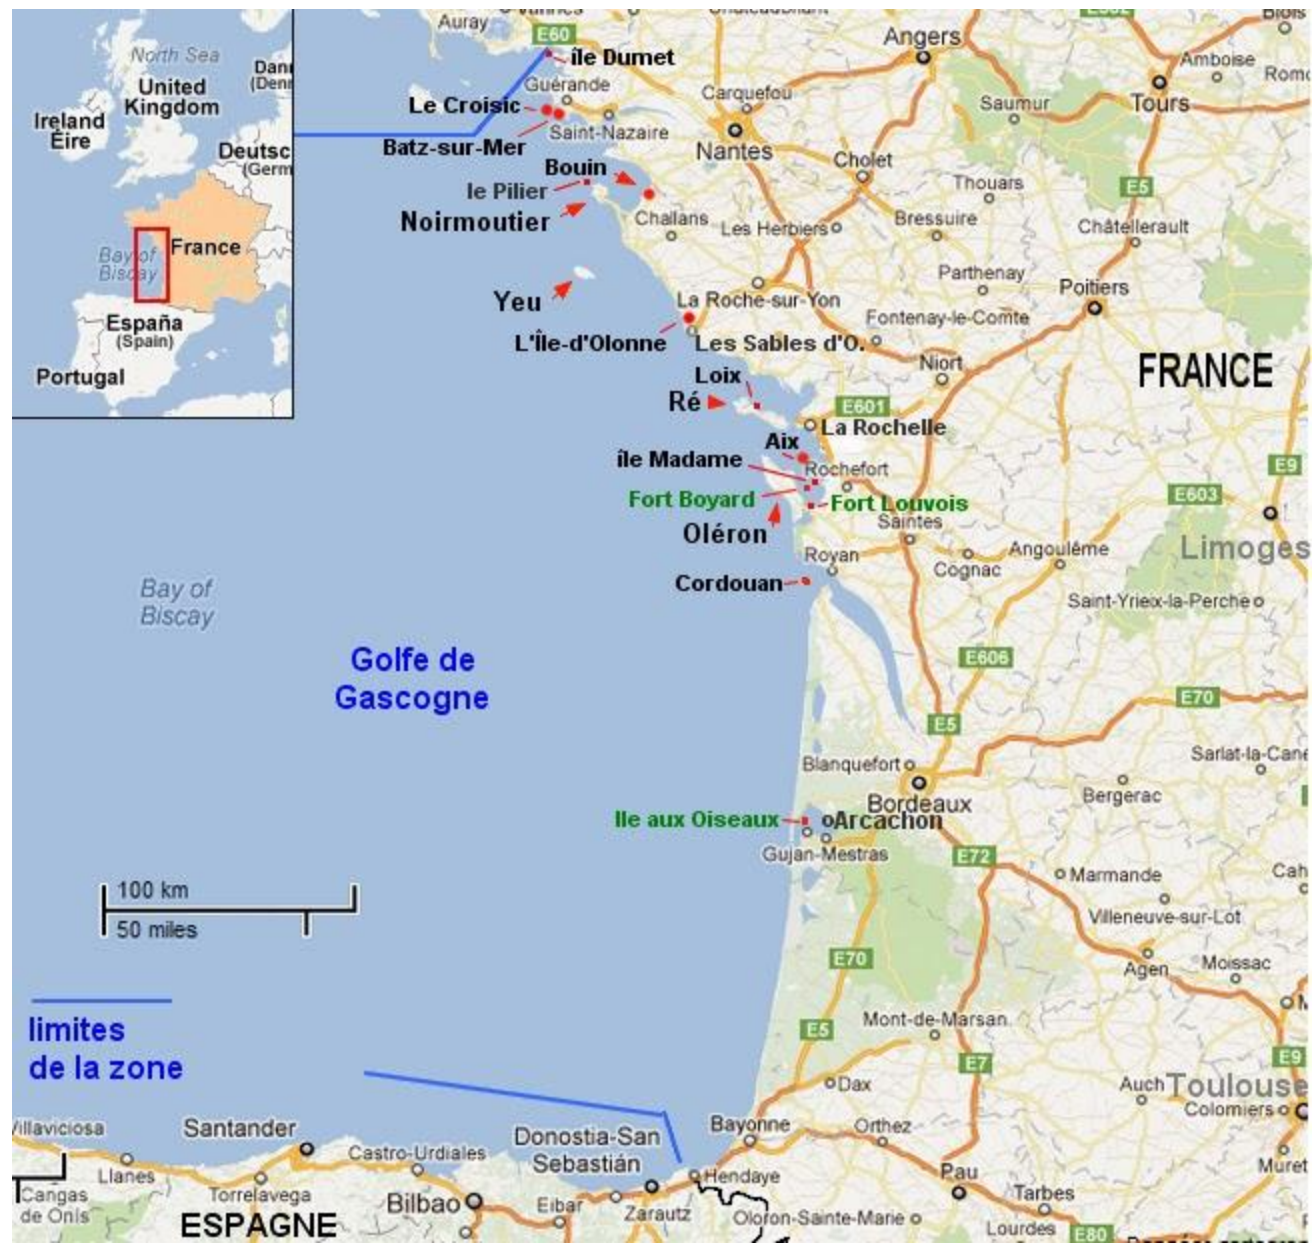 North Sea
United
Kingdom
Ireland
Éire
Deutsc
(Germ
France
Bay of
Biscay
España
(Spain)
Portugal
Auray
E60
île Dumet
Guérande
Le Croisic
Saint-Nazaire
Batz-sur-Mer
Bouin
le Pilier
Noirmoutier
Challans
Yeu
Angers
Carquefou
Nantes
Saumur
Amboise
Tours
Cholet
Thouars
E5
Les Herbiers
Bressuire
Châtellerault
Parthenay
Poitiers
La Roche-sur-Yon
Fontenay-le-Comte
L'Île-d'Olonne
Les Sables d'O.
Niort
FRANCE
Loix
Ré
E601
La Rochelle
Aix
île Madame
Rochefort
Fort Boyard
Fort Louvois
Oléron
Saintes
E9
E603
Limoges
Royan
Cognac
Angoulême
Cordouan
Saint-Yrieix-la-Perche
Bay of
Biscay
Golfe de
Gascogne
E606
E70
E5
Blanquefort
Sarlat-la-Cané
Bordeaux
Bergerac
Ile aux Oiseaux
Arcachon
Gujan-Mestras
E72
Marmande
Villeneuve-sur-Lot
100 km
50 miles
E70
Agen
Moissac
limites
de la zone
E5
Mont-de-Marsan
E7
E9
Dax
Auch
Toulouse
Colomiers
Villaviciosa
Santander
Castro-Urdiales
Donostia-San
Sebastián
Bayonne
Orthez
Hendaye
Muret
Llanes
Torrelavega
Cangas
de Onís
Bilbao
Eibar
Zarautz
Pau
Tarbes
ESPAGNE
Oloron-Sainte-Marie
Lourdes
E80